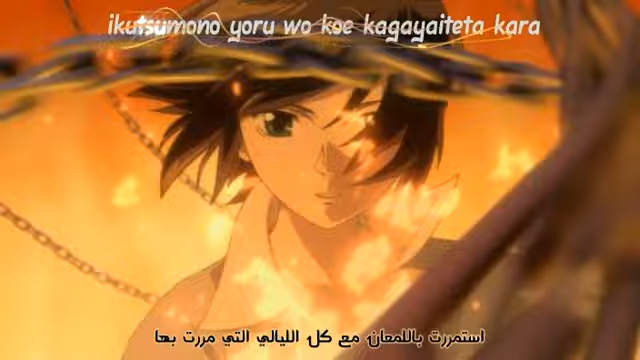 ikutsumono yoru wo koe kagayaiteta kara
استمررت باللمعان مع كل الليالي التي مررت بها